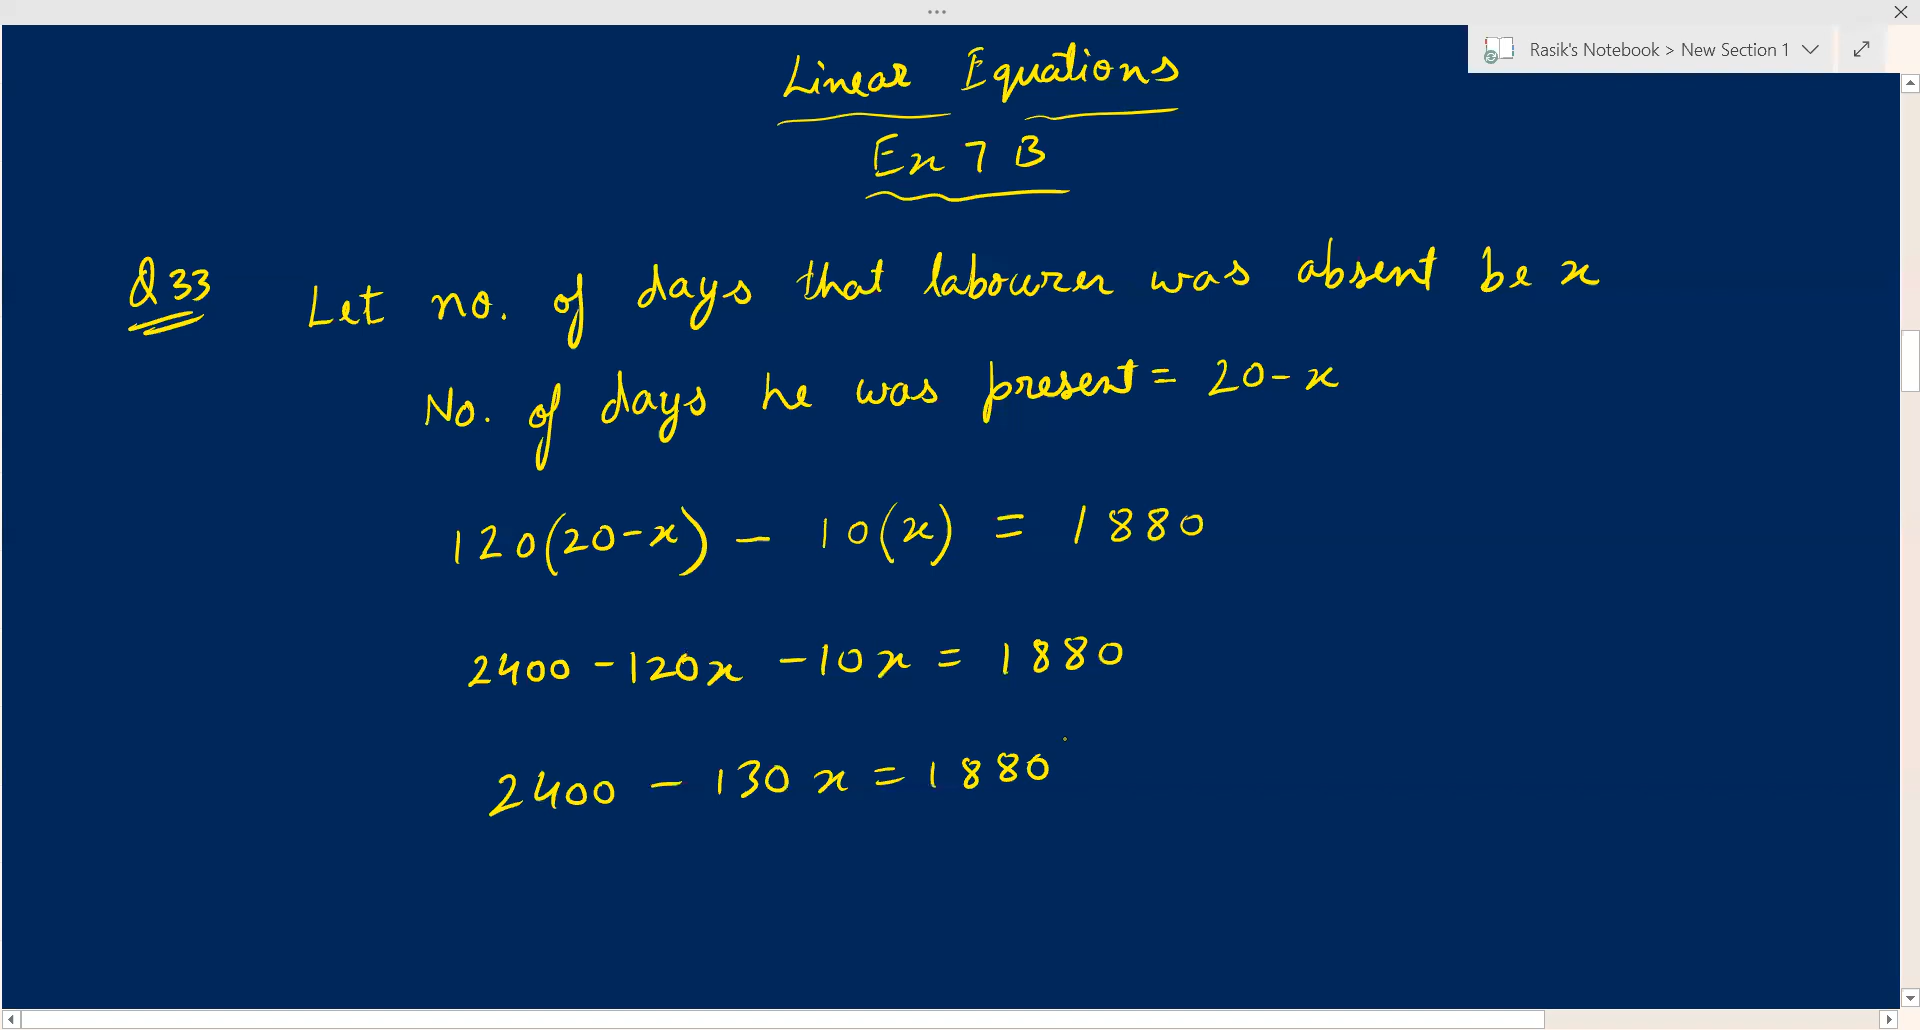 Rasik's Notebook > New Section 1
Linear Equations
Ex 7 B
Q 33 Let no. of days that labourer was absent be x
No. of days he was present = 20 - x
120(20-x) - 10(x) = 1880
2400 - 120x - 10x = 1880
2400 - 130x = 1880